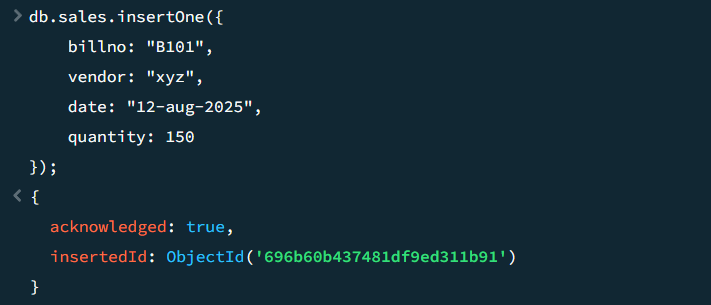 > db.sales.insertOne({
billno: "B101",
vendor: "xyz",
date: "12-aug-2025",
quantity: 150
});
< {
acknowledged: true,
insertedId: ObjectId('696b60b437481df9ed311b91')
}